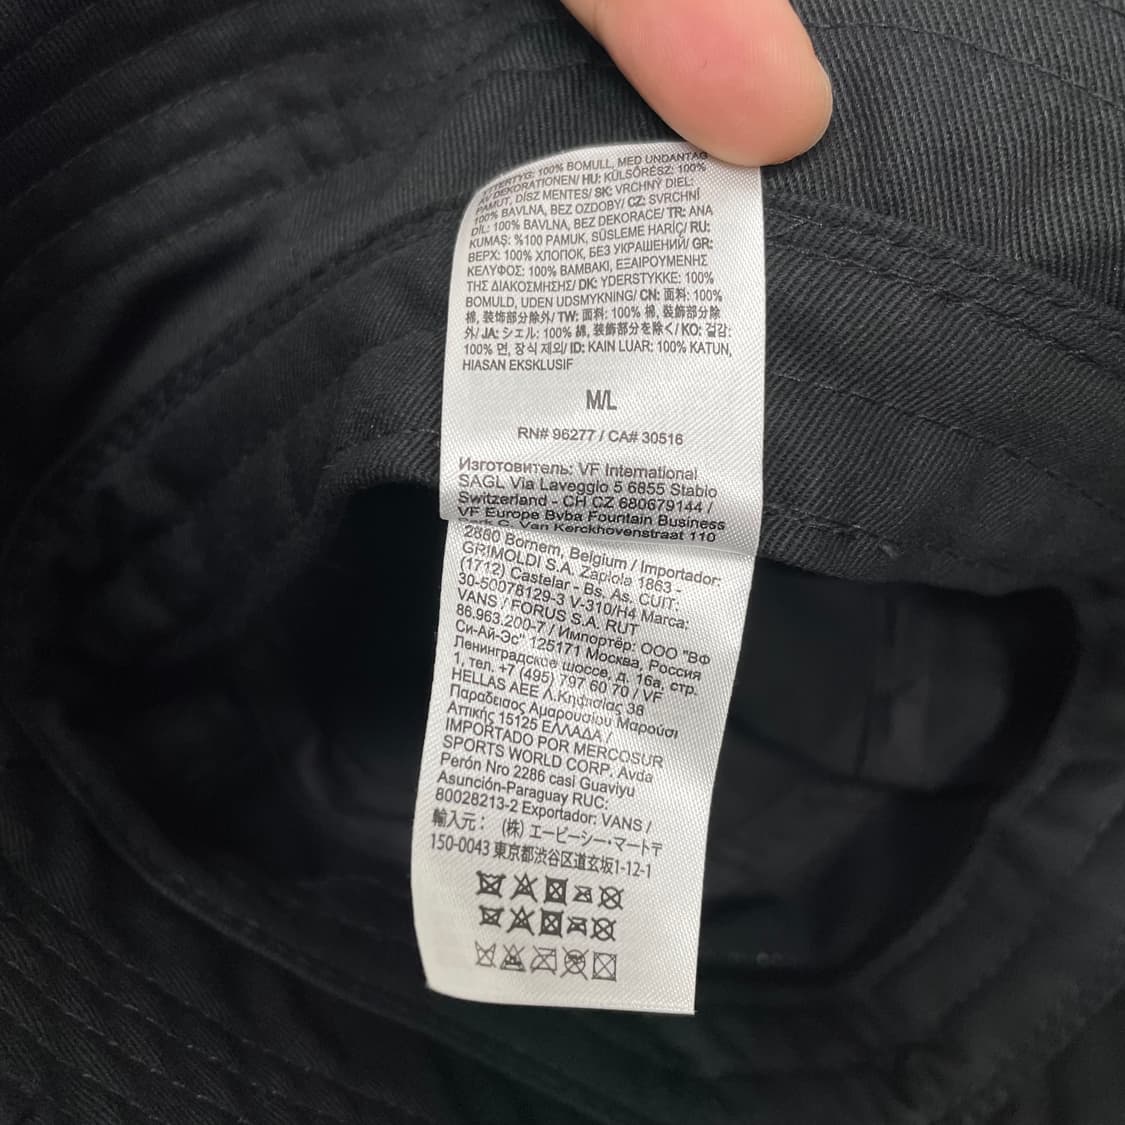 YTTERTYG: 100% BOMULL, MED UNDANTAG
AV DEKORATIONEN/ HU: KÜLSŐRÉSZ: 100%
PAMUT, DÍSZ MENTES/ SK: VRCHNÝ DIEL:
100% BAVLNA, BEZ OZDOBY/ CZ: SVRCHNÍ
DÍL: 100% BAVLNA, BEZ DEKORACE/ TR: ANA
KUMAŞ: %100 PAMUK, SÜSLEME HARİÇ/ RU:
ВЕРХ: 100% ХЛОПОК, БЕЗ УКРАШЕНИЙ/ GR:
ΚΕΛΥΦΟΣ: 100% ΒΑΜΒΑΚΙ, ΕΞΑΙΡΟΥΜΕΝΗΣ
ΤΗΣ ΔΙΑΚΟΣΜΗΣΗΣ/ DK: YDERSTYKKE: 100%
BOMULD, UDEN UDSMYKNING/ CN: 面料: 100%
棉, 装饰部分除外/ TW: 面料: 100% 棉, 裝飾部分除
外/ JA: シェル: 100% 綿, 装飾部分を除く/ KO: 겉감:
100% 면, 장식 제외/ ID: KAIN LUAR: 100% KATUN,
HIASAN EKSKLUSIF
M/L
RN# 96277 / CA# 30516
Изготовитель: VF International
SAGL Via Laveggio 5 6855 Stabio
Switzerland - CH CZ 680679144 /
VF Europe Bvba Fountain Business
C, Van Kerckhovenstraat 110
2880 Bornem, Belgium / Importador:
GRIMOLDI S.A. Zapiola 1863 -
(1712) Castelar - Bs. As. CUIT:
30-50078129-3 V-310/H4 Marca:
VANS / FORUS S.A. RUT
86.963.200-7 / Импортёр: ООО "ВФ
Си-Ай-Эс" 125171 Москва, Россия
Ленинградское шоссе, д. 16а, стр.
1, тел. +7 (495) 797 60 70 / VF
HELLAS AEE Λ.Κηφισίας 38
Παραδεισος Αμαρουσίου Μαρούσι
Αττικής 15125 ΕΛΛΑΔΑ /
IMPORTADO POR MERCOSUR
SPORTS WORLD CORP. Avda
Perón Nro 2286 casi Guaviyu
Asunción-Paraguay RUC:
80028213-2 Exportador: VANS /
輸入元： (株) エービーシー・マート〒
150-0043 東京都渋谷区道玄坂1-12-1